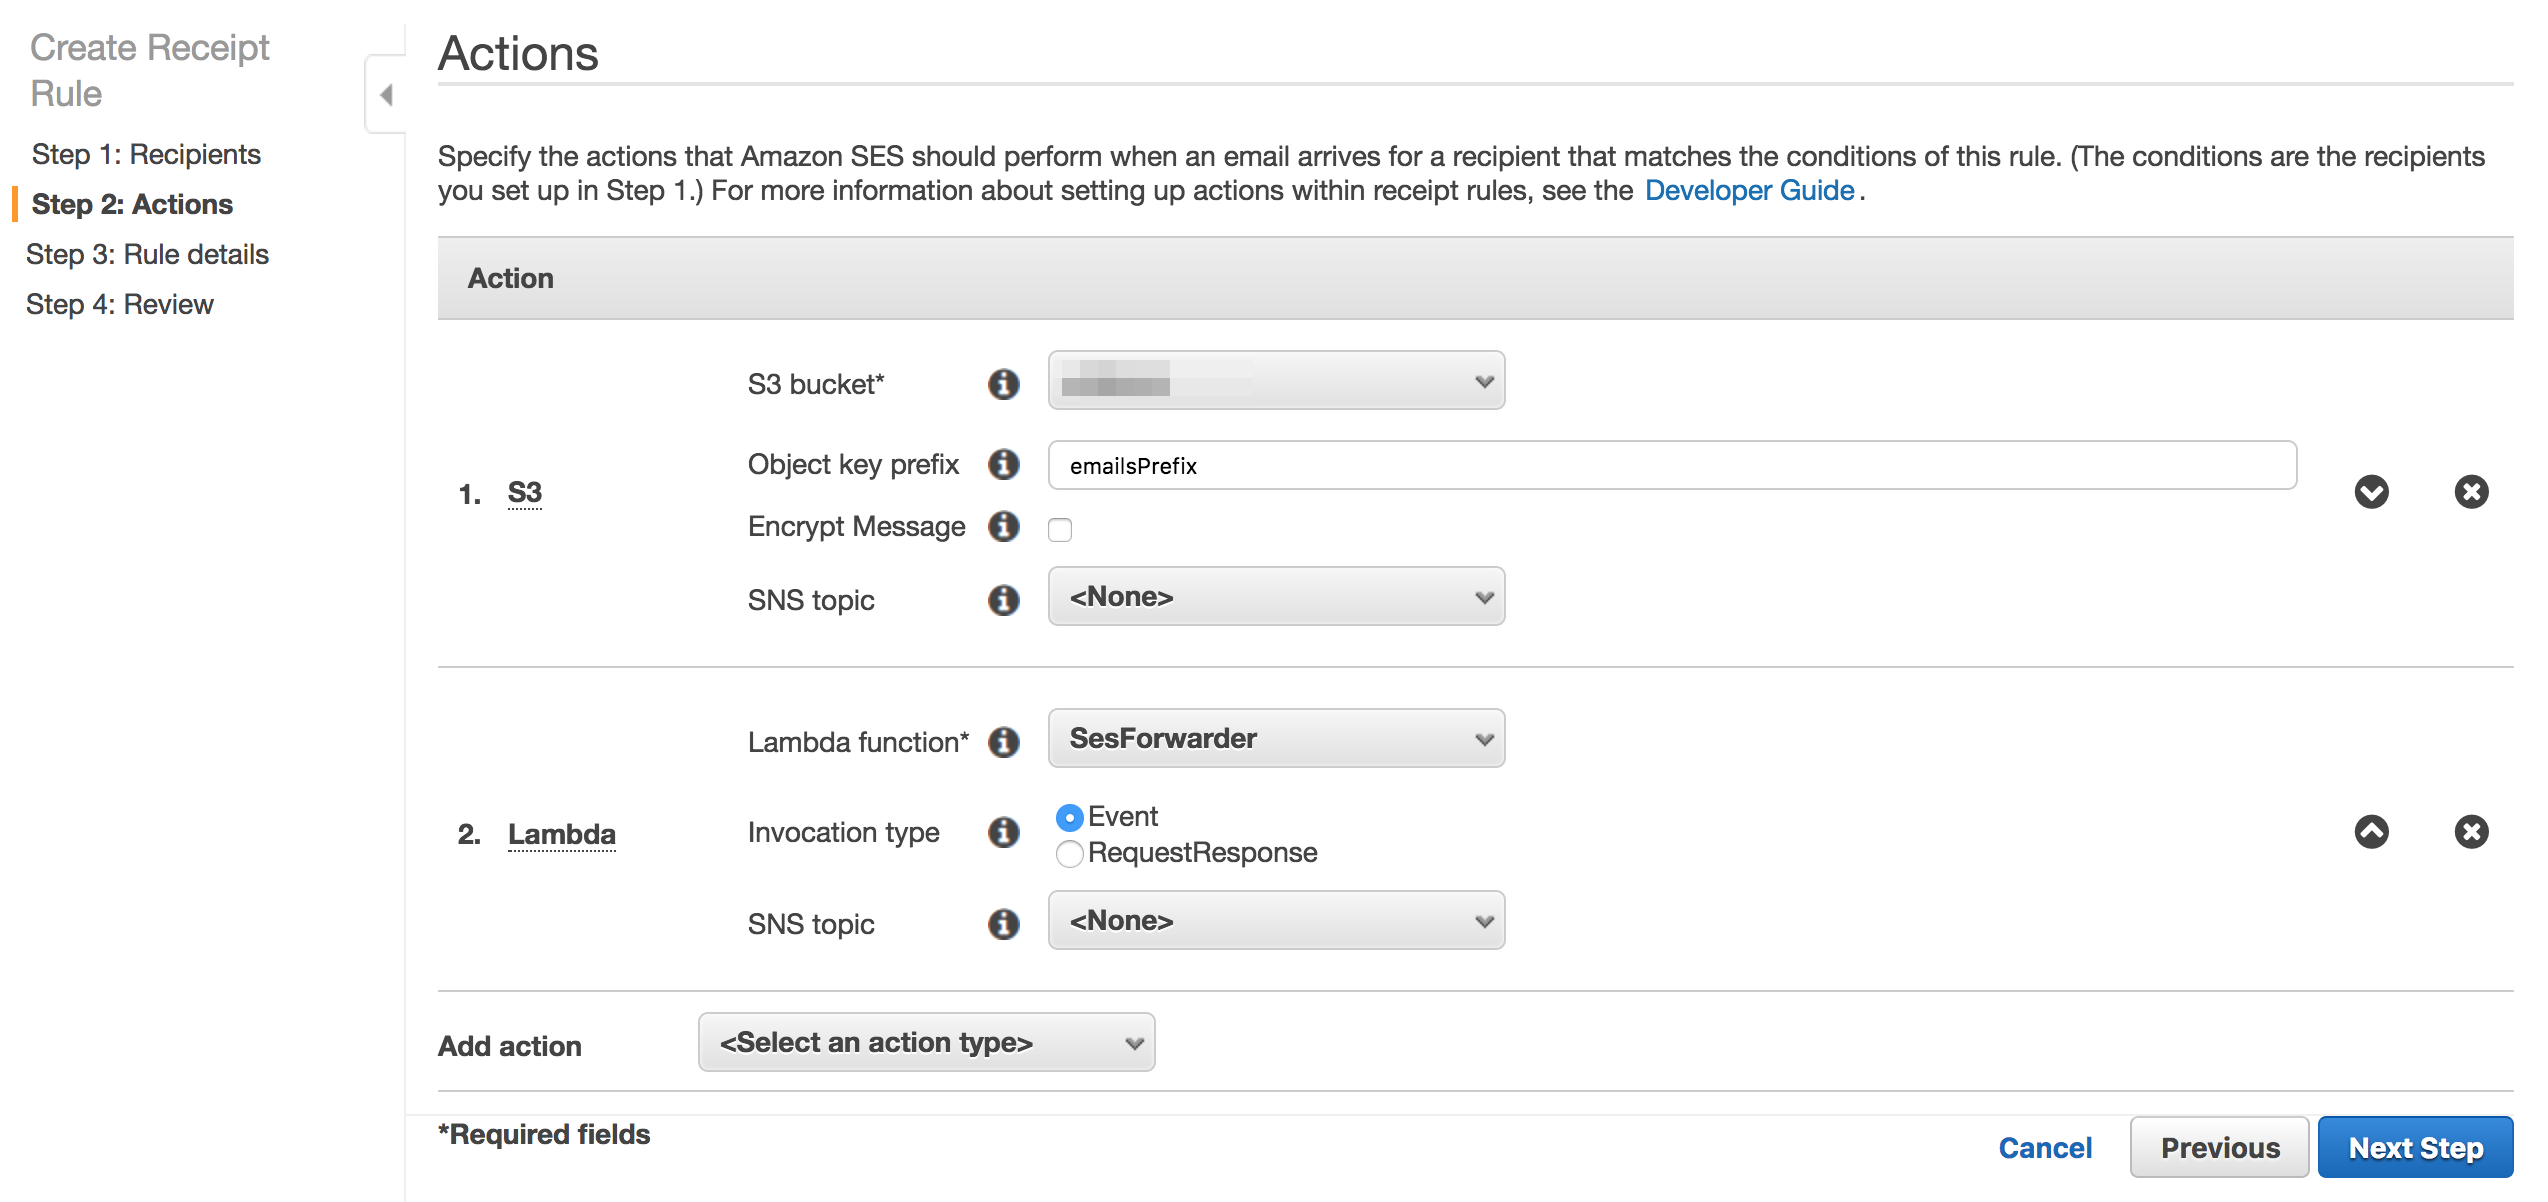 Create Receipt
Rule
Step 1: Recipients
Step 2: Actions
Step 3: Rule details
Step 4: Review
Actions
Specify the actions that Amazon SES should perform when an email arrives for a recipient that matches the conditions of this rule. (The conditions are the recipients
you set up in Step 1.) For more information about setting up actions within receipt rules, see the Developer Guide.
Action
1. S3
S3 bucket*
Object key prefix emailsPrefix
Encrypt Message
SNS topic <None>
2. Lambda
Lambda function* SesForwarder
Invocation type Event
RequestResponse
SNS topic <None>
Add action <Select an action type>
*Required fields
Cancel Previous Next Step